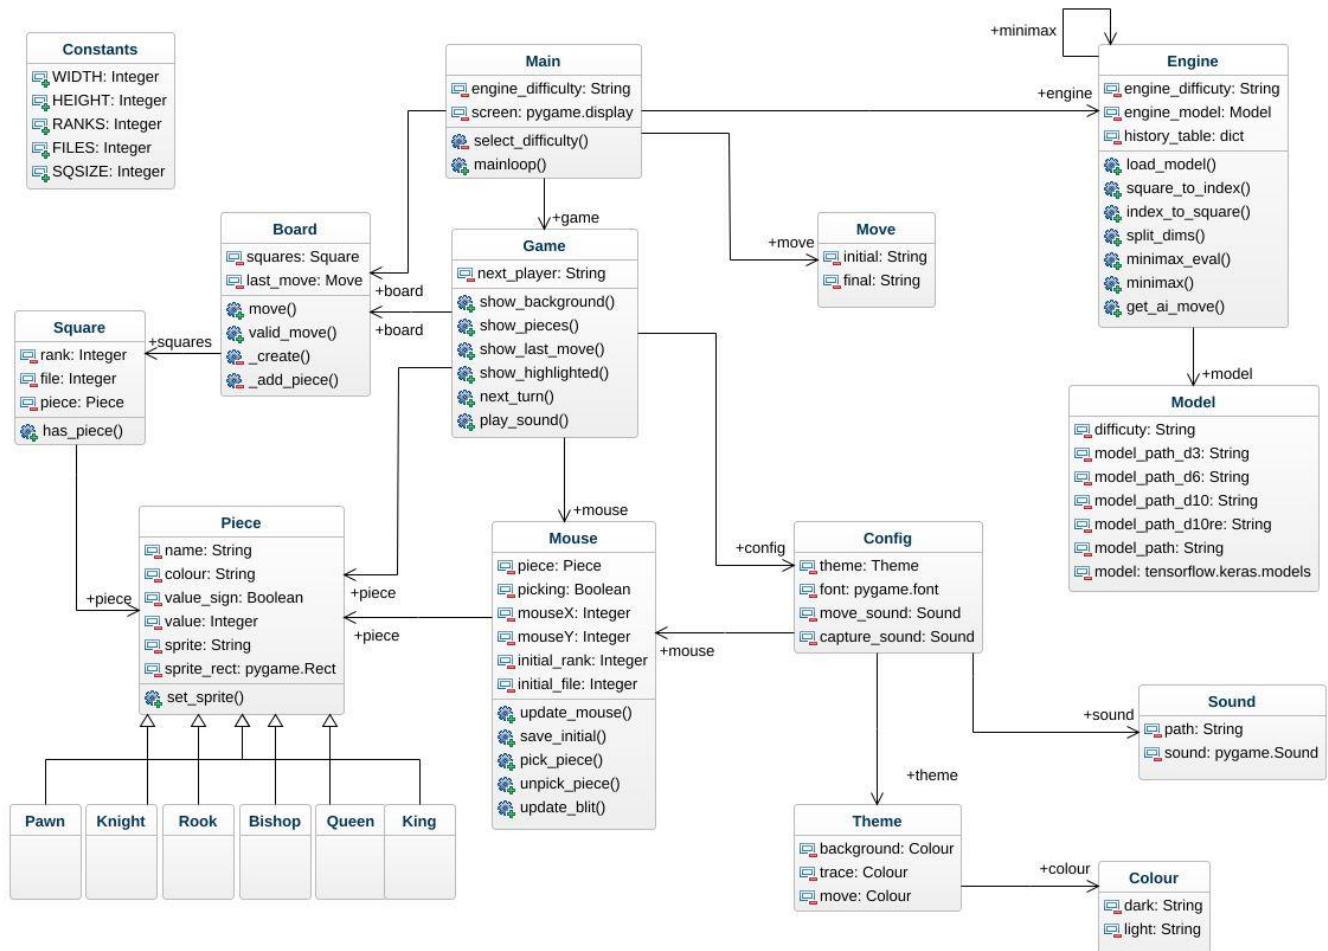 Constants
WIDTH: Integer
HEIGHT: Integer
RANKS: Integer
FILES: Integer
SQSIZE: Integer
Main
engine_difficulty: String
screen: pygame.display
select_difficulty()
mainloop()
+minimax
Engine
engine_difficuty: String
engine_model: Model
history_table: dict
load_model()
square_to_index()
index_to_square()
split_dims()
minimax_eval()
minimax()
get_ai_move()
+engine
+game
+move
Move
initial: String
final: String
Board
squares: Square
last_move: Move
move()
valid_move()
_create()
_add_piece()
+board
+board
Game
next_player: String
show_background()
show_pieces()
show_last_move()
show_highlighted()
next_turn()
play_sound()
Square
rank: Integer
file: Integer
piece: Piece
has_piece()
+squares
+model
Model
difficuty: String
model_path_d3: String
model_path_d6: String
model_path_d10: String
model_path_d10re: String
model_path: String
model: tensorflow.keras.models
Piece
name: String
colour: String
value_sign: Boolean
value: Integer
sprite: String
sprite_rect: pygame.Rect
set_sprite()
+piece
+piece
+piece
+mouse
Mouse
piece: Piece
picking: Boolean
mouseX: Integer
mouseY: Integer
initial_rank: Integer
initial_file: Integer
update_mouse()
save_initial()
pick_piece()
unpick_piece()
update_blit()
+config
+mouse
Config
theme: Theme
font: pygame.font
move_sound: Sound
capture_sound: Sound
+sound
Sound
path: String
sound: pygame.Sound
+theme
Pawn
Knight
Rook
Bishop
Queen
King
Theme
background: Colour
trace: Colour
move: Colour
+colour
Colour
dark: String
light: String